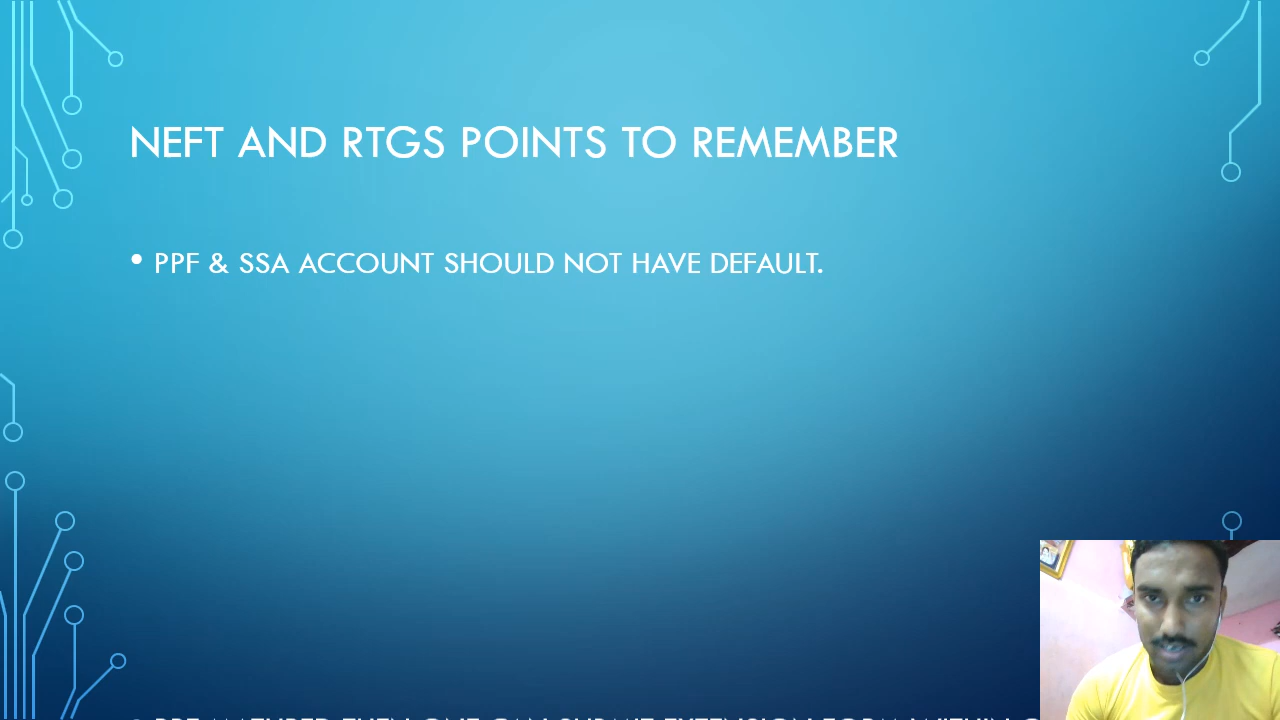 NEFT AND RTGS POINTS TO REMEMBER
• PPF & SSA ACCOUNT SHOULD NOT HAVE DEFAULT.